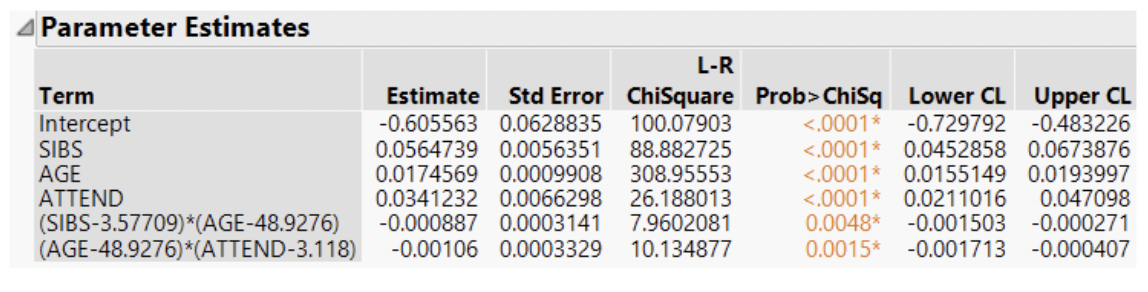 Parameter Estimates
L-R
Term Estimate Std Error ChiSquare Prob>ChiSq Lower CL Upper CL
Intercept -0.605563 0.0628835 100.07903 <.0001* -0.729792 -0.483226
SIBS 0.0564739 0.0056351 88.882725 <.0001* 0.0452858 0.0673876
AGE 0.0174569 0.0009908 308.95553 <.0001* 0.0155149 0.0193997
ATTEND 0.0341232 0.0066298 26.188013 <.0001* 0.0211016 0.047098
(SIBS-3.57709)*(AGE-48.9276) -0.000887 0.0003141 7.9602081 0.0048* -0.001503 -0.000271
(AGE-48.9276)*(ATTEND-3.118) -0.00106 0.0003329 10.134877 0.0015* -0.001713 -0.000407